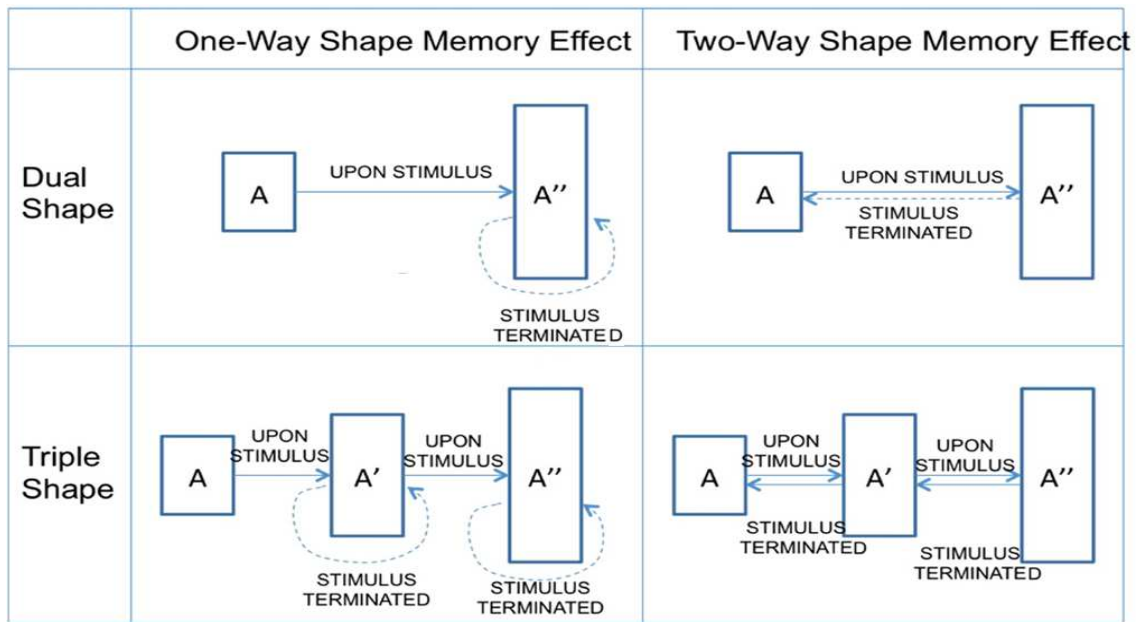 One-Way Shape Memory Effect
Two-Way Shape Memory Effect
Dual
Shape
A
UPON STIMULUS
A’’
STIMULUS
TERMINATED
A
UPON STIMULUS
STIMULUS
TERMINATED
A’’
Triple
Shape
A
UPON
STIMULUS
A’
UPON
STIMULUS
A’’
STIMULUS
TERMINATED
STIMULUS
TERMINATED
A
UPON
STIMULUS
A’
UPON
STIMULUS
A’’
STIMULUS
TERMINATED
STIMULUS
TERMINATED